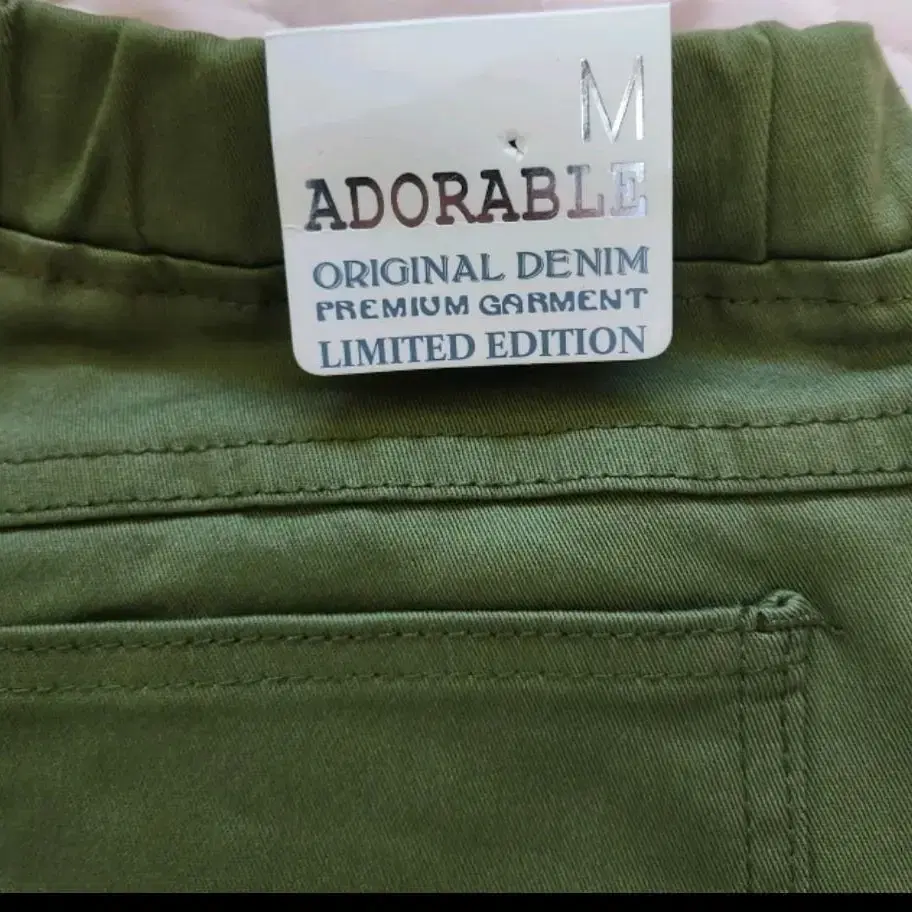 M
ADORABLE
ORIGINAL DENIM
PREMIUM GARMENT
LIMITED EDITION